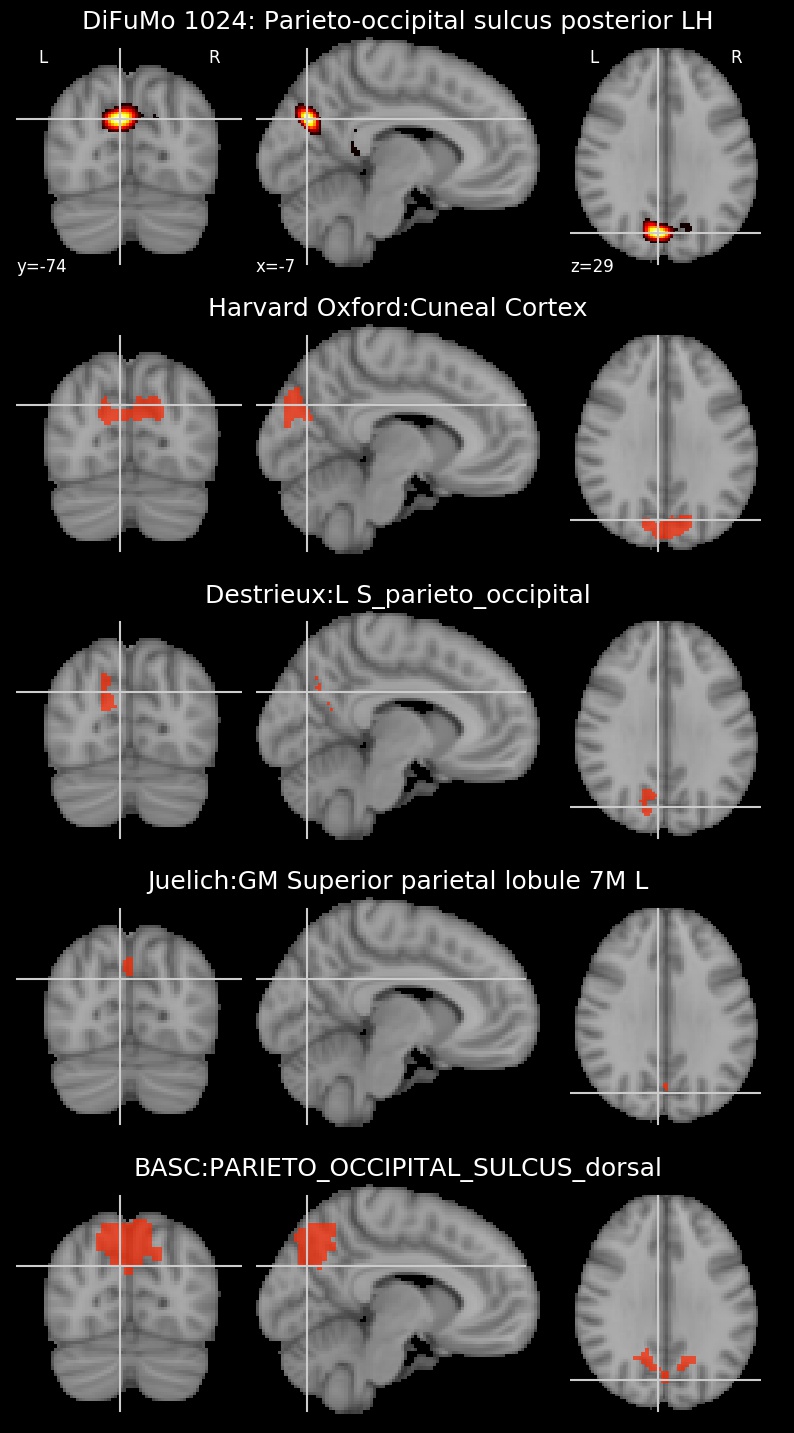 DiFuMo 1024: Parieto-occipital sulcus posterior LH
L R L R
y=-74 x=-7 z=29
Harvard Oxford:Cuneal Cortex
Destrieux:L S_parieto_occipital
Juelich:GM Superior parietal lobule 7M L
BASC:PARIETO_OCCIPITAL_SULCUS_dorsal